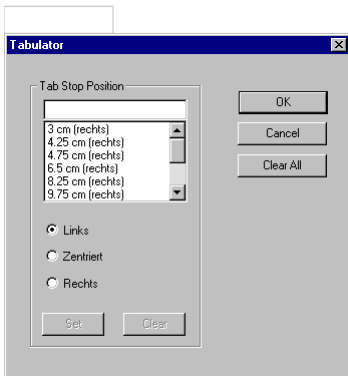 Tabulator
Tab Stop Position
3 cm (rechts)
4.25 cm (rechts)
4.75 cm (rechts)
6.5 cm (rechts)
8.25 cm (rechts)
9.75 cm (rechts)
Links
Zentriert
Rechts
Set Clear
OK
Cancel
Clear All